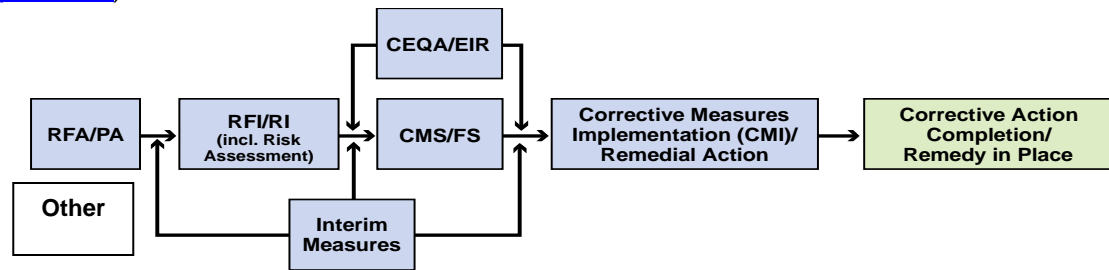 CEQA/EIR
RFA/PA
RFI/RI
(incl. Risk
Assessment)
CMS/FS
Corrective Measures
Implementation (CMI)/
Remedial Action
Corrective Action
Completion/
Remedy in Place
Other
Interim
Measures